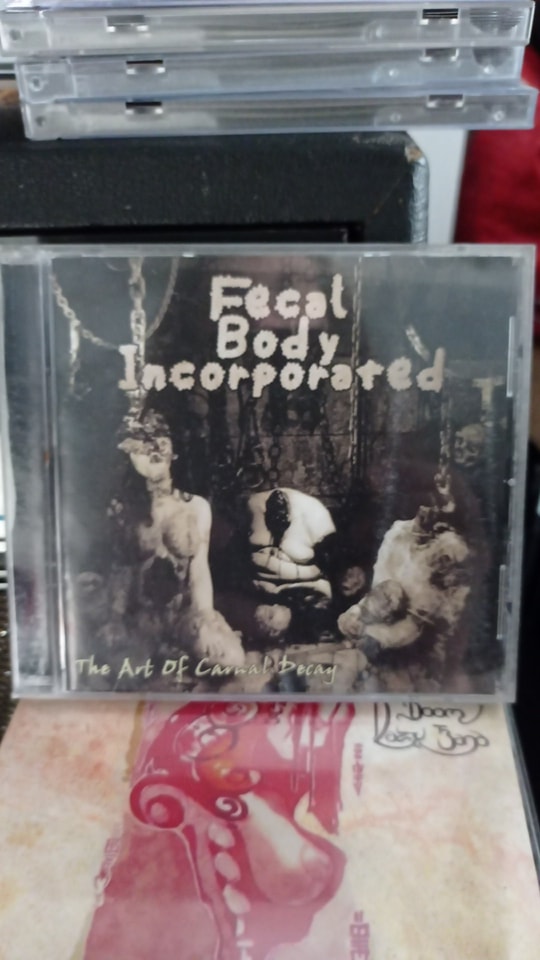 Fecal
Body
Incorporated
The Art Of Carnal Decay
Doom